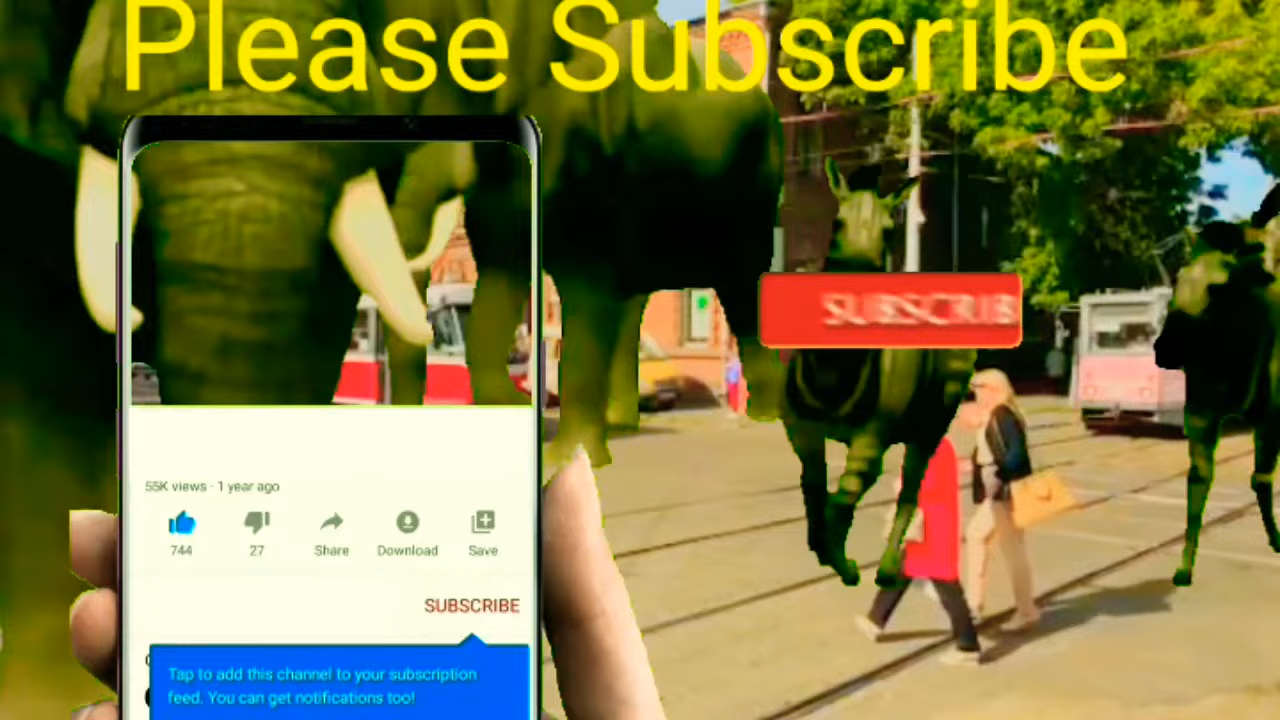 Please Subscribe
SUBSCRIB
55K views · 1 year ago
744
27
Share
Download
Save
SUBSCRIBE
Tap to add this channel to your subscription
feed. You can get notifications too!